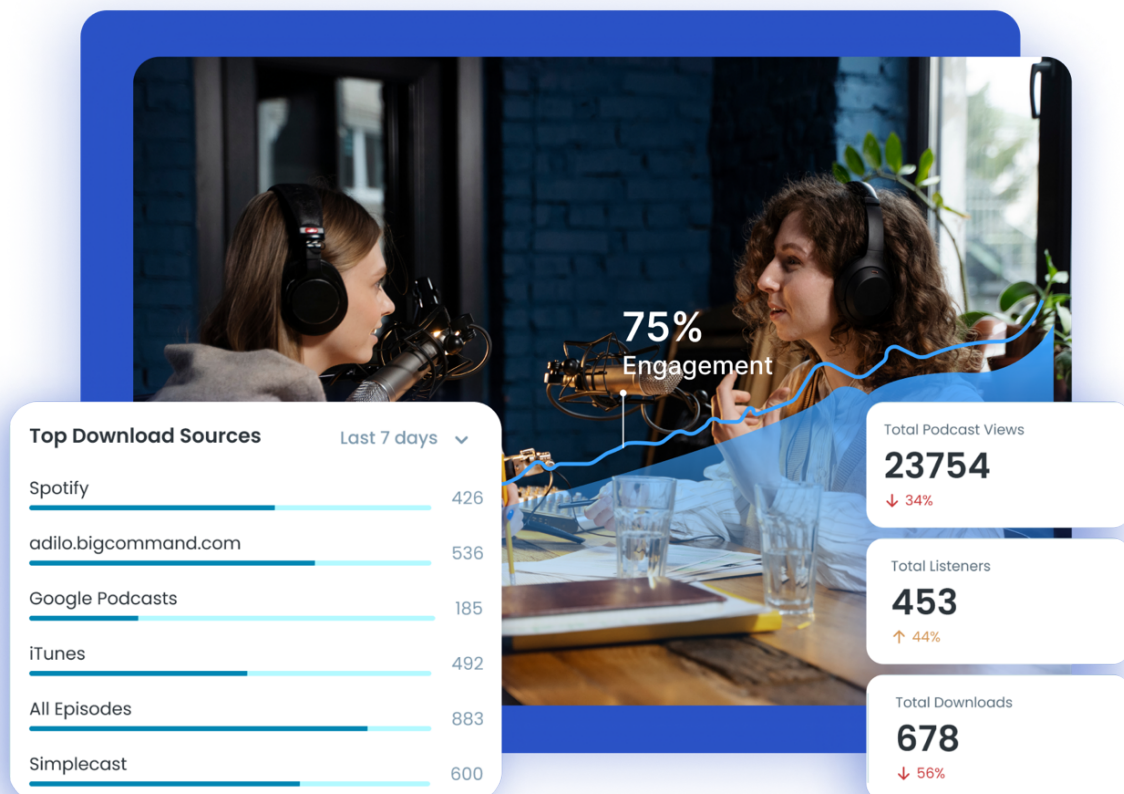 75%
Engagement
Top Download Sources
Last 7 days
Spotify
426
adilo.bigcommand.com
536
Google Podcasts
185
iTunes
492
All Episodes
883
Simplecast
600
Total Podcast Views
23754
34%
Total Listeners
453
44%
Total Downloads
678
56%